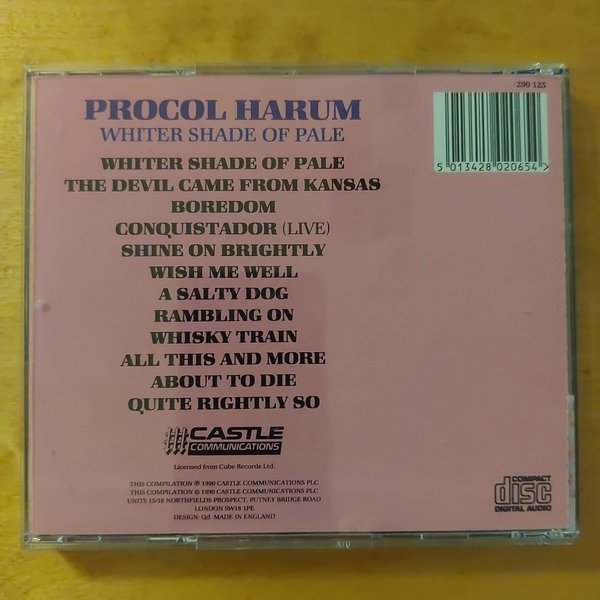 290 125
PROCOL HARUM
WHITER SHADE OF PALE
5 013428 020654 >
WHITER SHADE OF PALE
THE DEVIL CAME FROM KANSAS
BOREDOM
CONQUISTADOR (LIVE)
SHINE ON BRIGHTLY
WISH ME WELL
A SALTY DOG
RAMBLING ON
WHISKY TRAIN
ALL THIS AND MORE
ABOUT TO DIE
QUITE RIGHTLY SO
CASTLE
COMMUNICATIONS
Licensed from Cube Records Ltd.
THIS COMPILATION ℗ 1990 CASTLE COMMUNICATIONS PLC
THIS COMPILATION © 1990 CASTLE COMMUNICATIONS PLC
UNITS 15/16 NORTHFIELDS PROSPECT, PUTNEY BRIDGE ROAD
LONDON SW18 1PE
DESIGN: Qd. MADE IN ENGLAND
COMPACT
disc
DIGITAL AUDIO